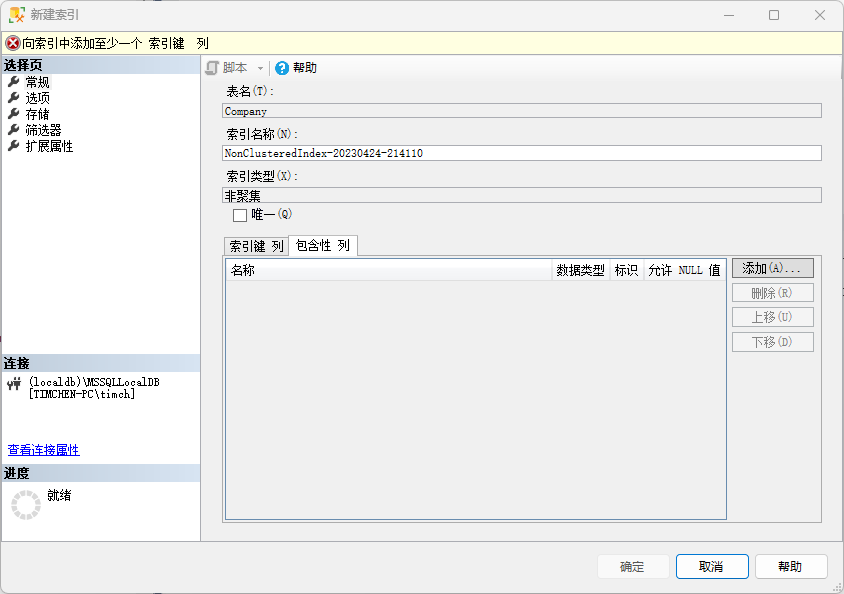 新建索引
向索引中添加至少一个 索引键 列
选择页
常规
选项
存储
筛选器
扩展属性
脚本
帮助
表名(T):
Company
索引名称(N):
NonClusteredIndex-20230424-214110
索引类型(X):
非聚集
唯一(Q)
索引键 列
包含性 列
名称 数据类型 标识 允许 NULL 值
添加(A)...
删除(R)
上移(U)
下移(D)
连接
(localdb)\MSSQLLocalDB
[TIMCHEN-PC\timch]
查看连接属性
进度
就绪
确定
取消
帮助